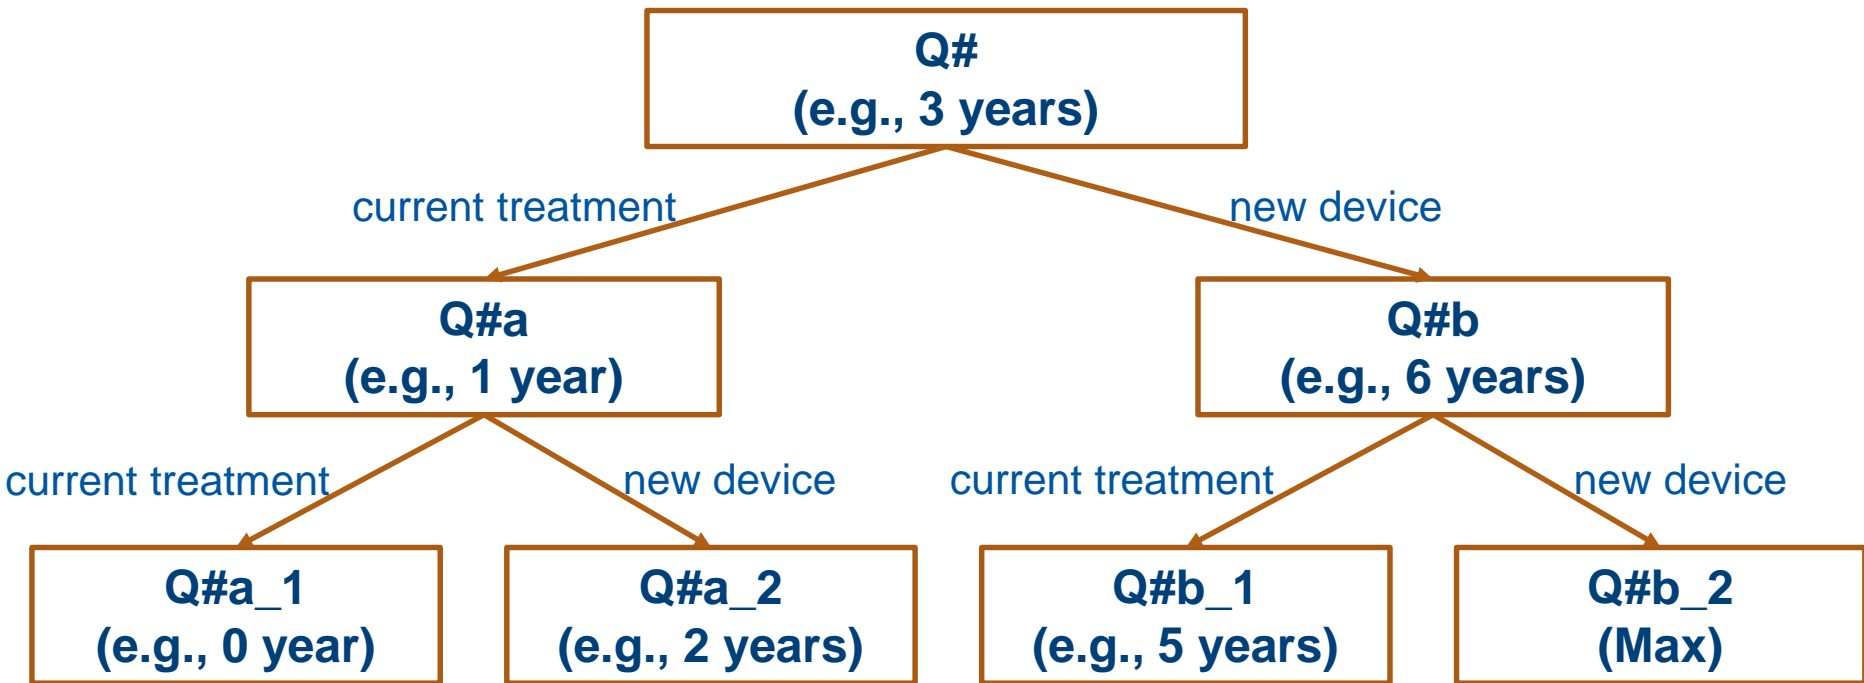 Q#
(e.g., 3 years)
current treatment
new device
Q#a
(e.g., 1 year)
Q#b
(e.g., 6 years)
current treatment
new device
current treatment
new device
Q#a_1
(e.g., 0 year)
Q#a_2
(e.g., 2 years)
Q#b_1
(e.g., 5 years)
Q#b_2
(Max)